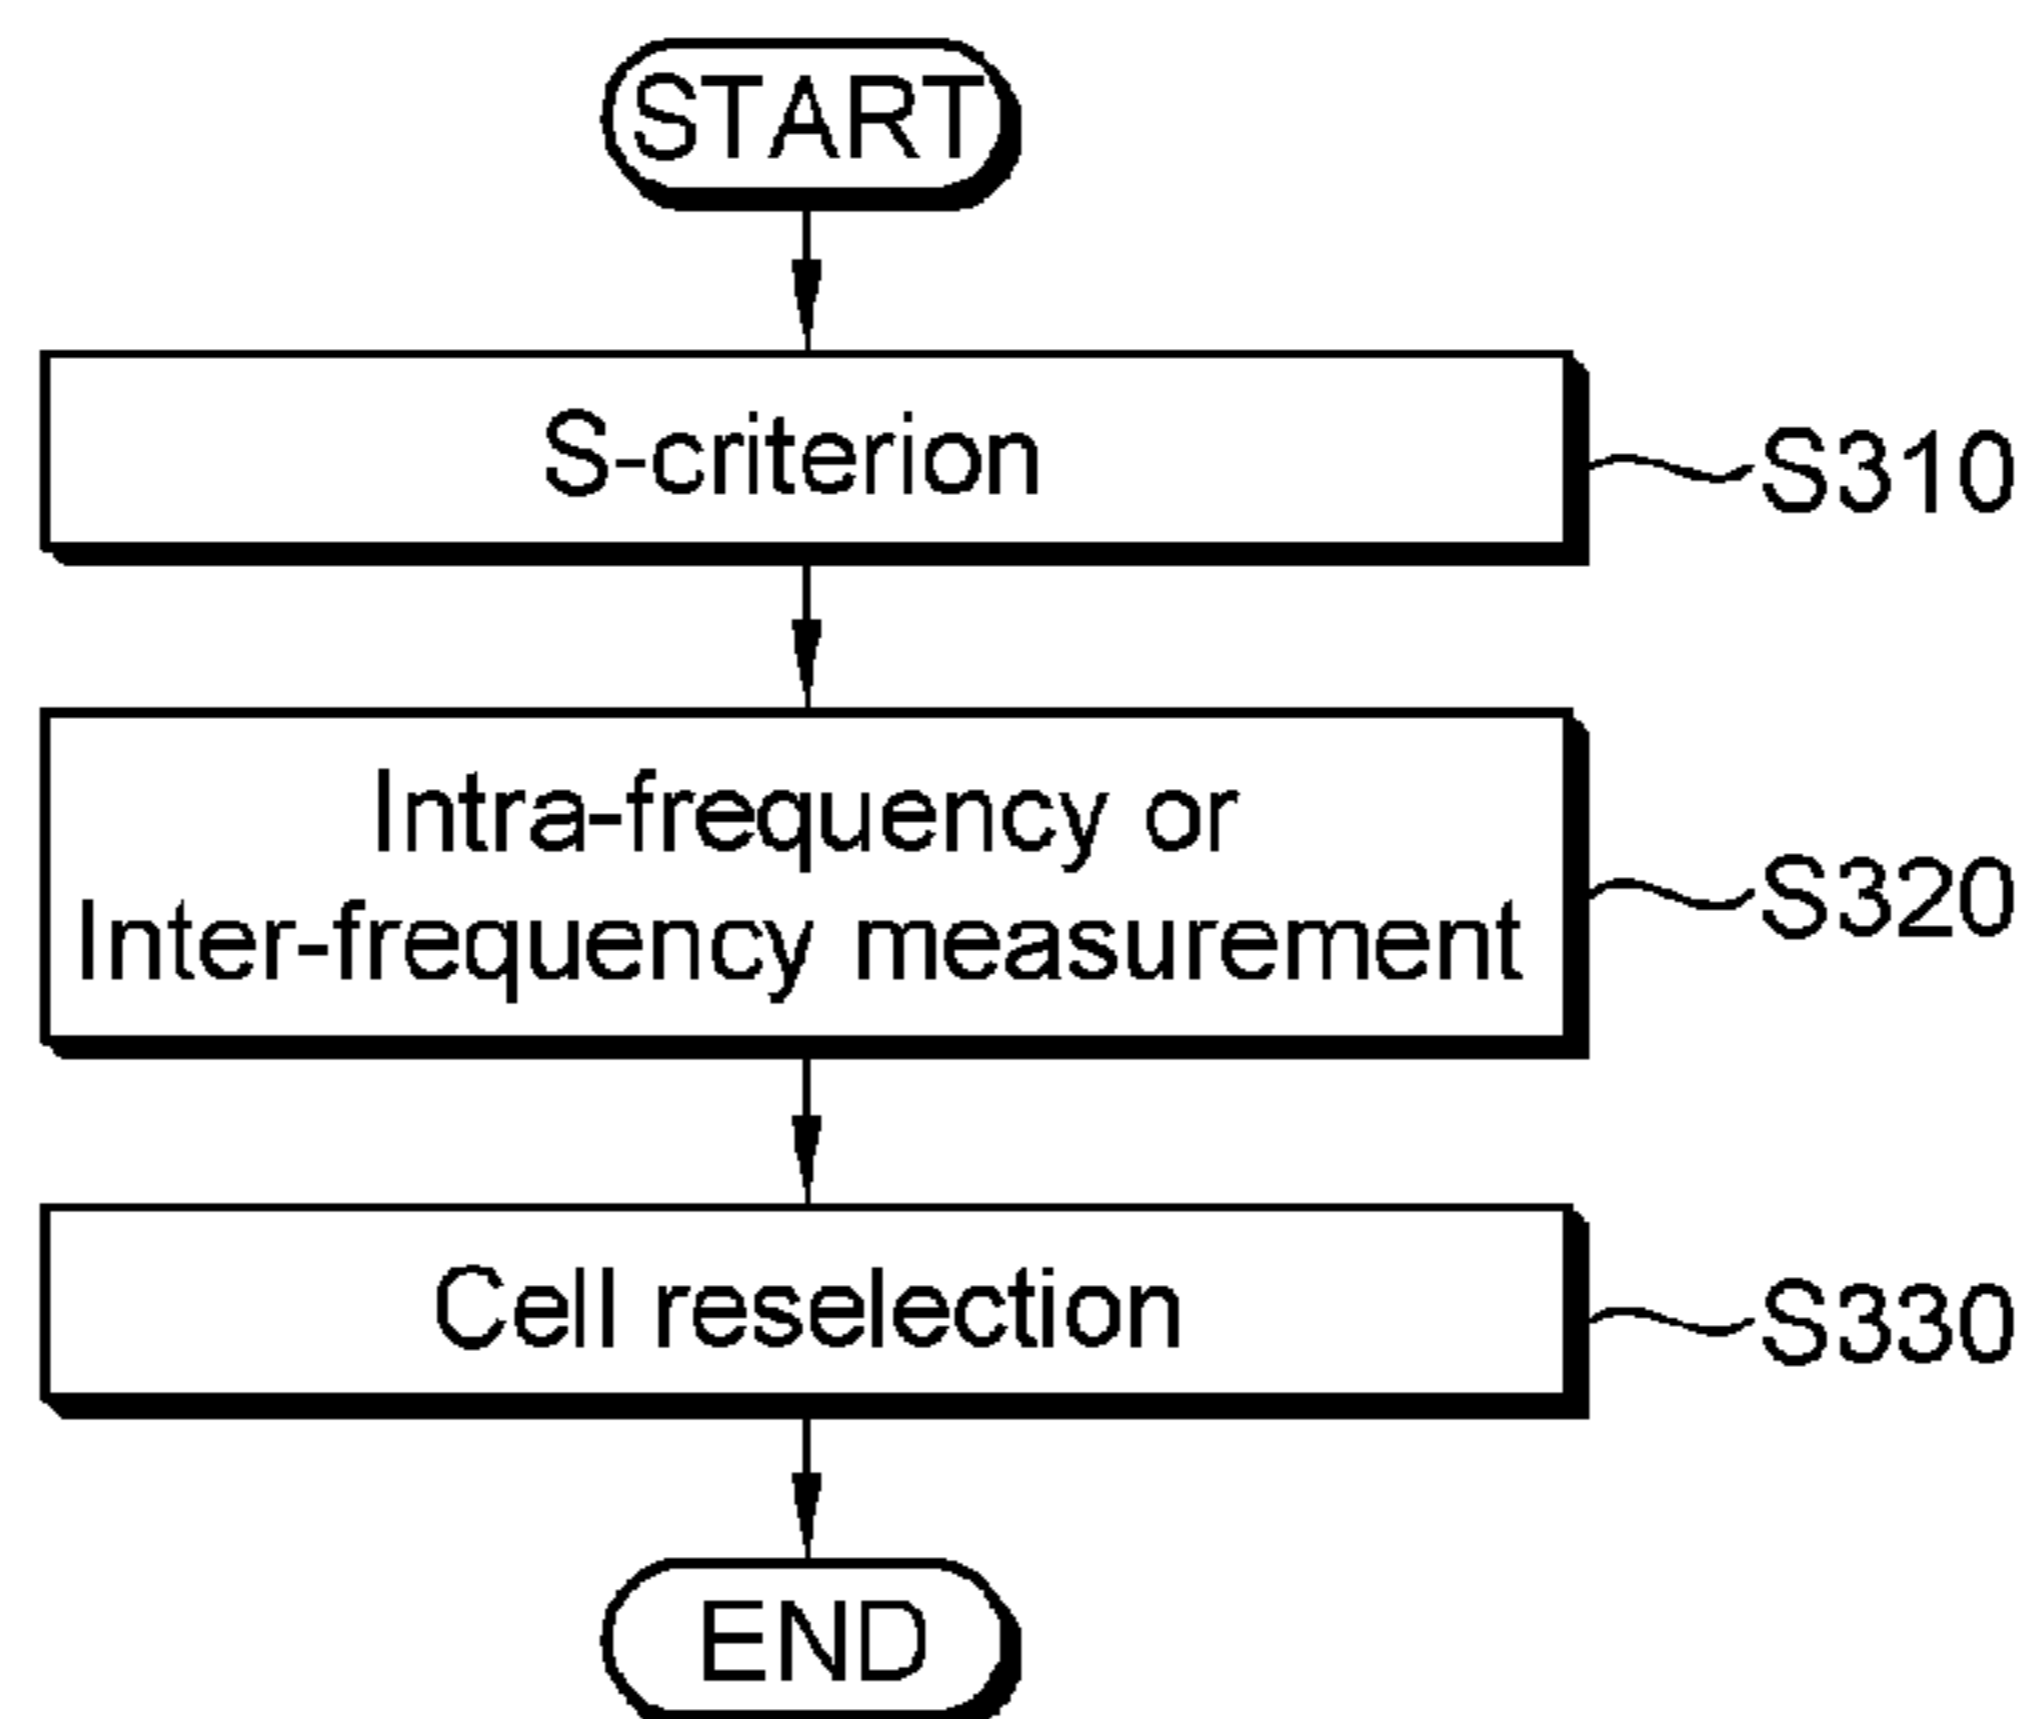 START
S-criterion
S310
Intra-frequency or
Inter-frequency measurement
S320
Cell reselection
S330
END